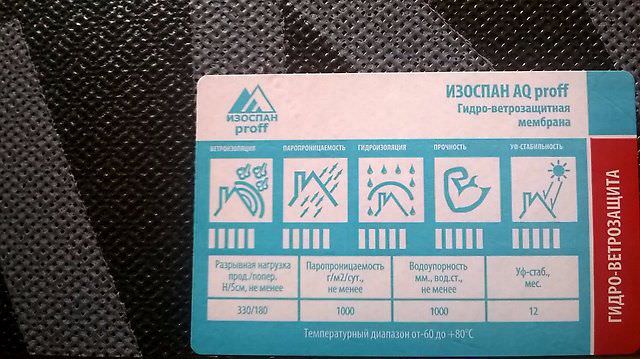 ИЗОСПАН
proff
ИЗОСПАН AQ proff
Гидро-ветрозащитная
мембрана
ВЕТРОИЗОЛЯЦИЯ ПАРОПРОНИЦАЕМОСТЬ ГИДРОИЗОЛЯЦИЯ ПРОЧНОСТЬ УФ-СТАБИЛЬНОСТЬ
Разрывная нагрузка
прод./попер.
Н/5см, не менее
Паропроницаемость
г/м2/сут.,
не менее
Водоупорность
мм., вод.ст.,
не менее
Уф-стаб.,
мес.
330/180 1000 1000 12
Температурный диапазон от-60 до +80°С
ГИДРО-ВЕТРОЗАЩИТА